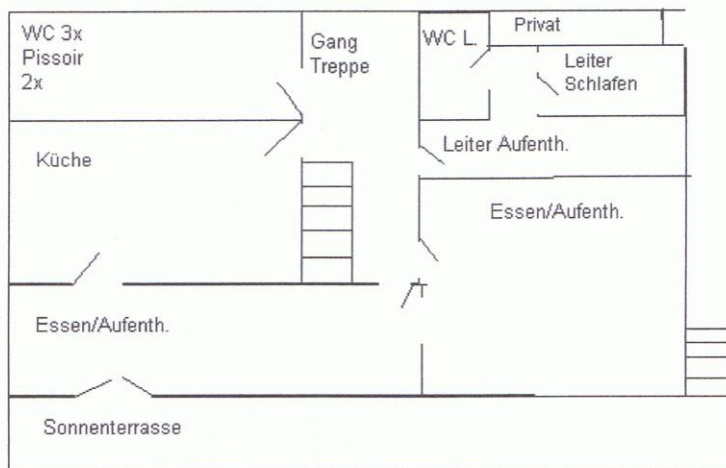 WC 3x
Pissoir
2x
Gang
Treppe
WC L.
Privat
Leiter
Schlafen
Küche
Leiter Aufenth.
Essen/Aufenth.
Essen/Aufenth.
Sonnenterrasse